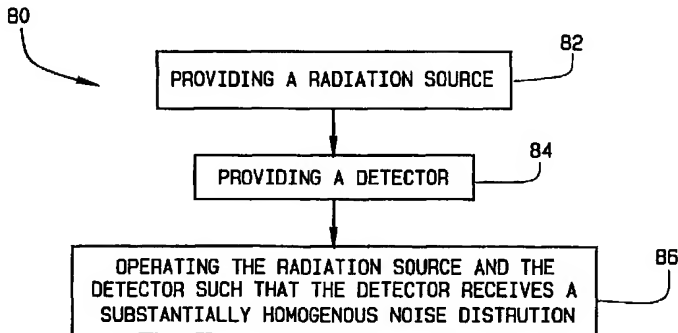 80
82
PROVIDING A RADIATION SOURCE
84
PROVIDING A DETECTOR
86
OPERATING THE RADIATION SOURCE AND THE
DETECTOR SUCH THAT THE DETECTOR RECEIVES A
SUBSTANTIALLY HOMOGENOUS NOISE DISTRUTION